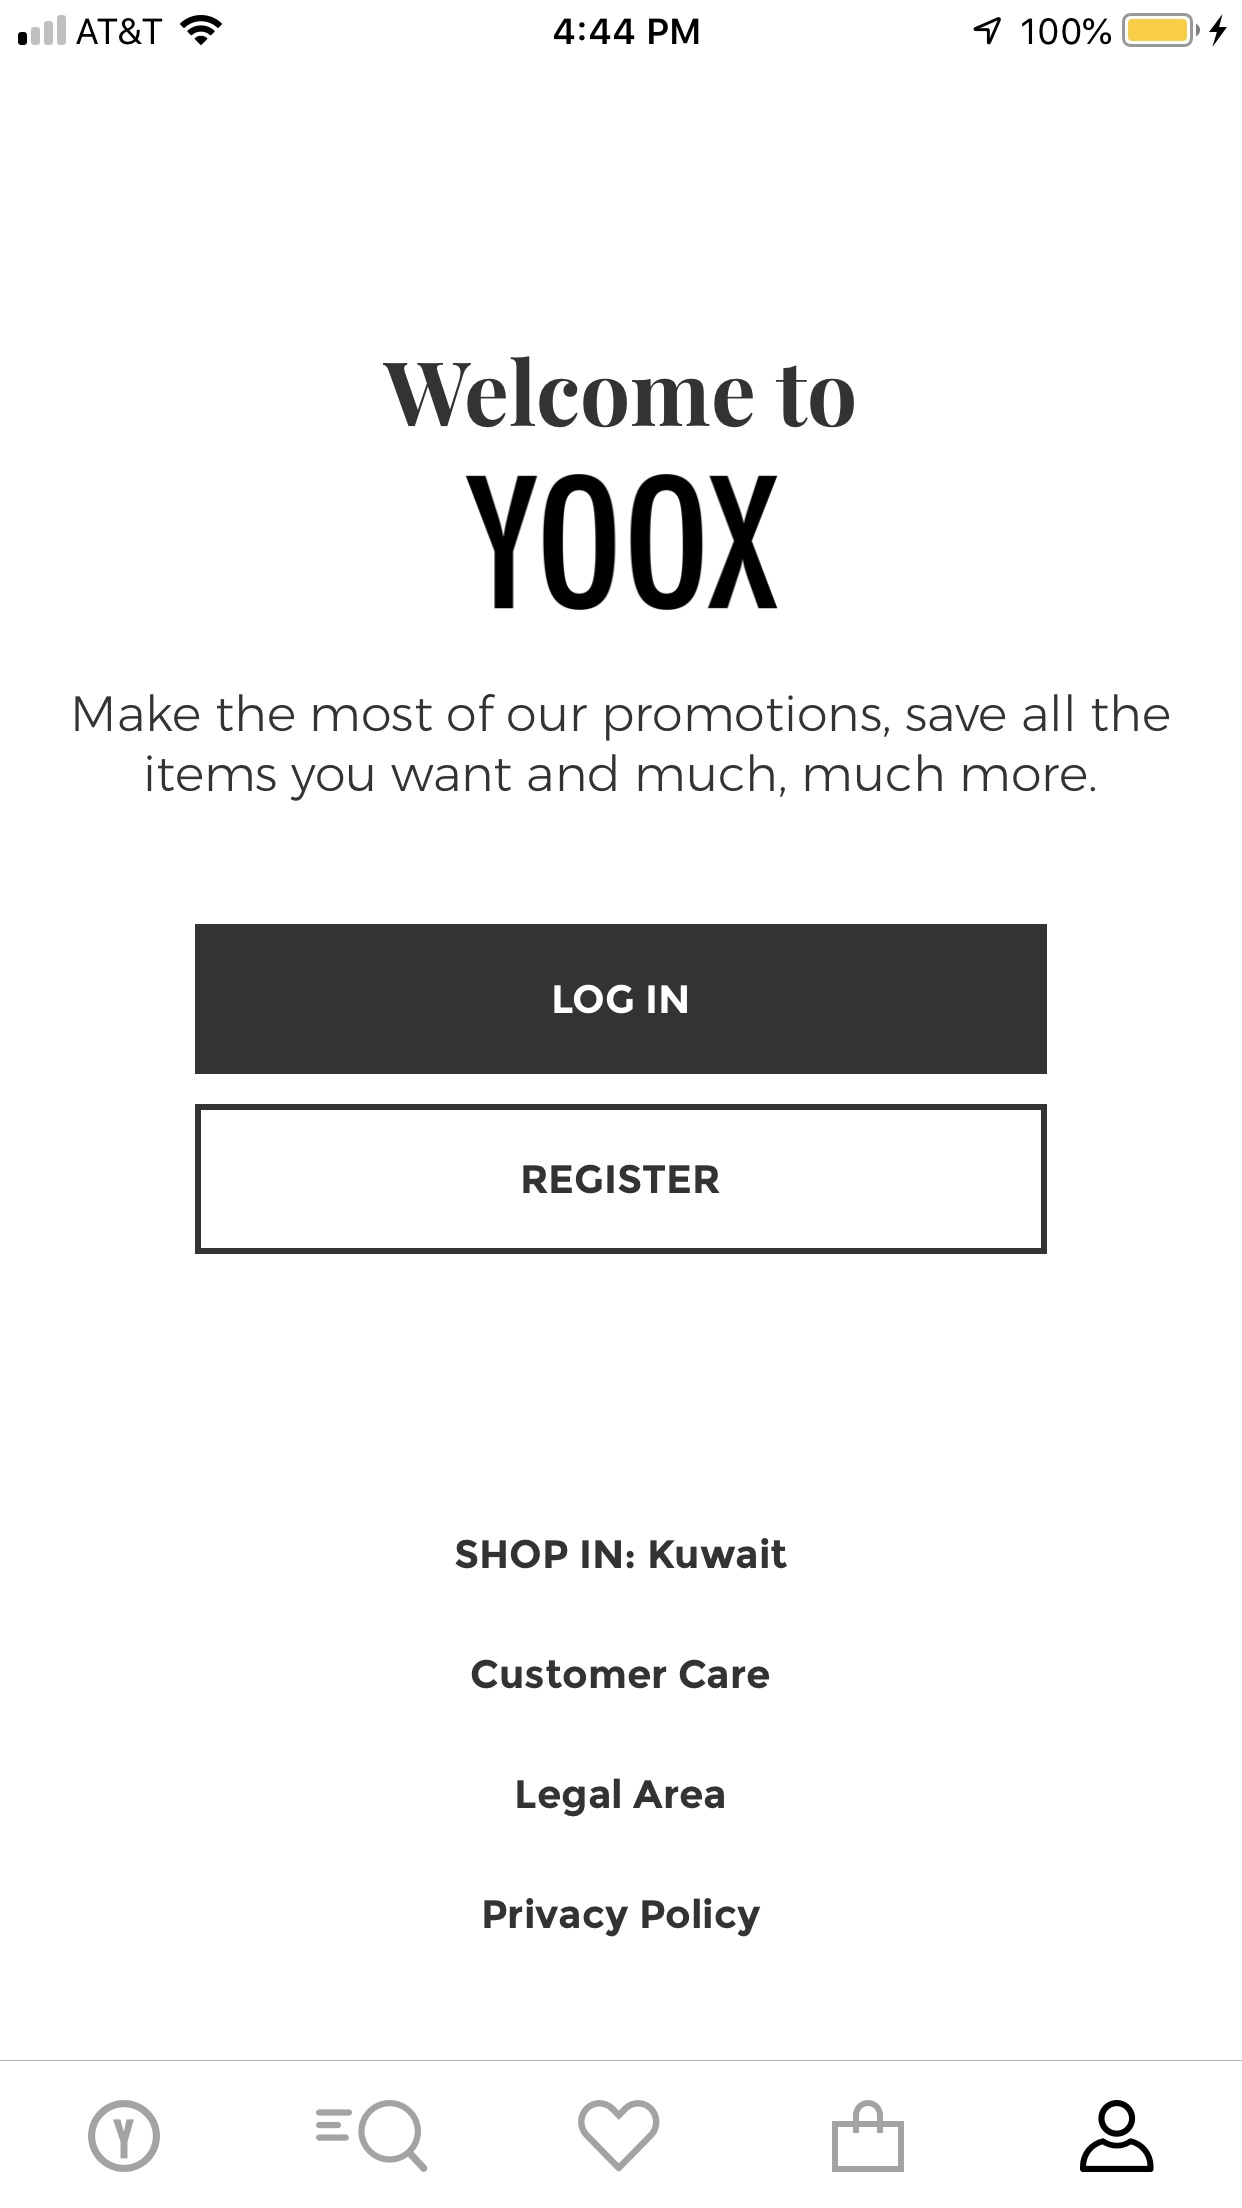 AT&T 4:44 PM 100%
Welcome to
YOOX
Make the most of our promotions, save all the
items you want and much, much more.
LOG IN
REGISTER
SHOP IN: Kuwait
Customer Care
Legal Area
Privacy Policy
Y